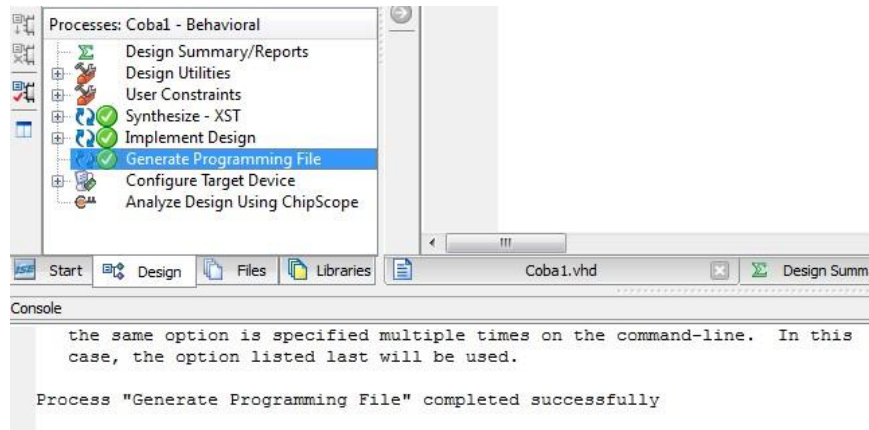 Processes: Coba1 - Behavioral
Design Summary/Reports
Design Utilities
User Constraints
Synthesize - XST
Implement Design
Generate Programming File
Configure Target Device
Analyze Design Using ChipScope
ISE Start Design Files Libraries Coba1.vhd Design Summ
Console
the same option is specified multiple times on the command-line. In this
case, the option listed last will be used.
Process "Generate Programming File" completed successfully